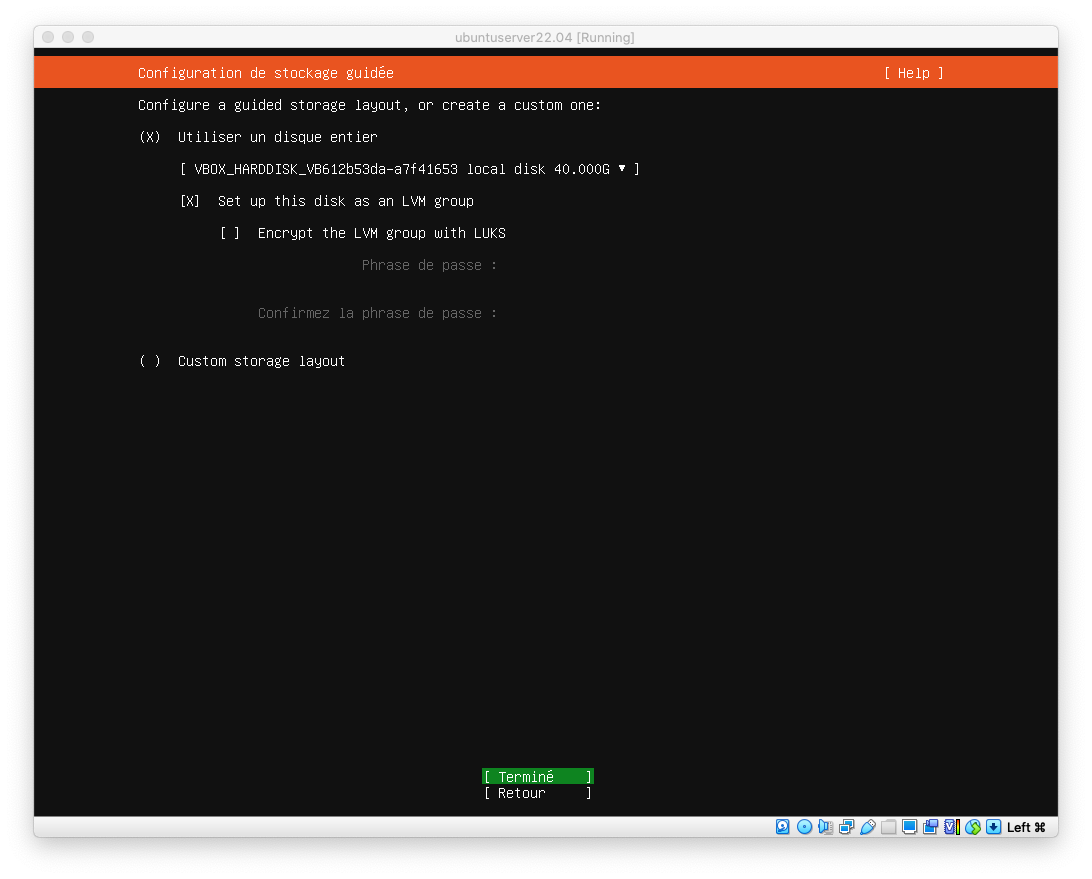 ubuntuserver22.04 [Running]
Configuration de stockage guidée [ Help ]
Configure a guided storage layout, or create a custom one:
(X) Utiliser un disque entier
[ VBOX_HARDDISK_VB612b53da-a7f41653 local disk 40.000G ▾ ]
[X] Set up this disk as an LVM group
[ ] Encrypt the LVM group with LUKS
Phrase de passe :
Confirmez la phrase de passe :
( ) Custom storage layout
[ Terminé ]
[ Retour ]
Left ⌘